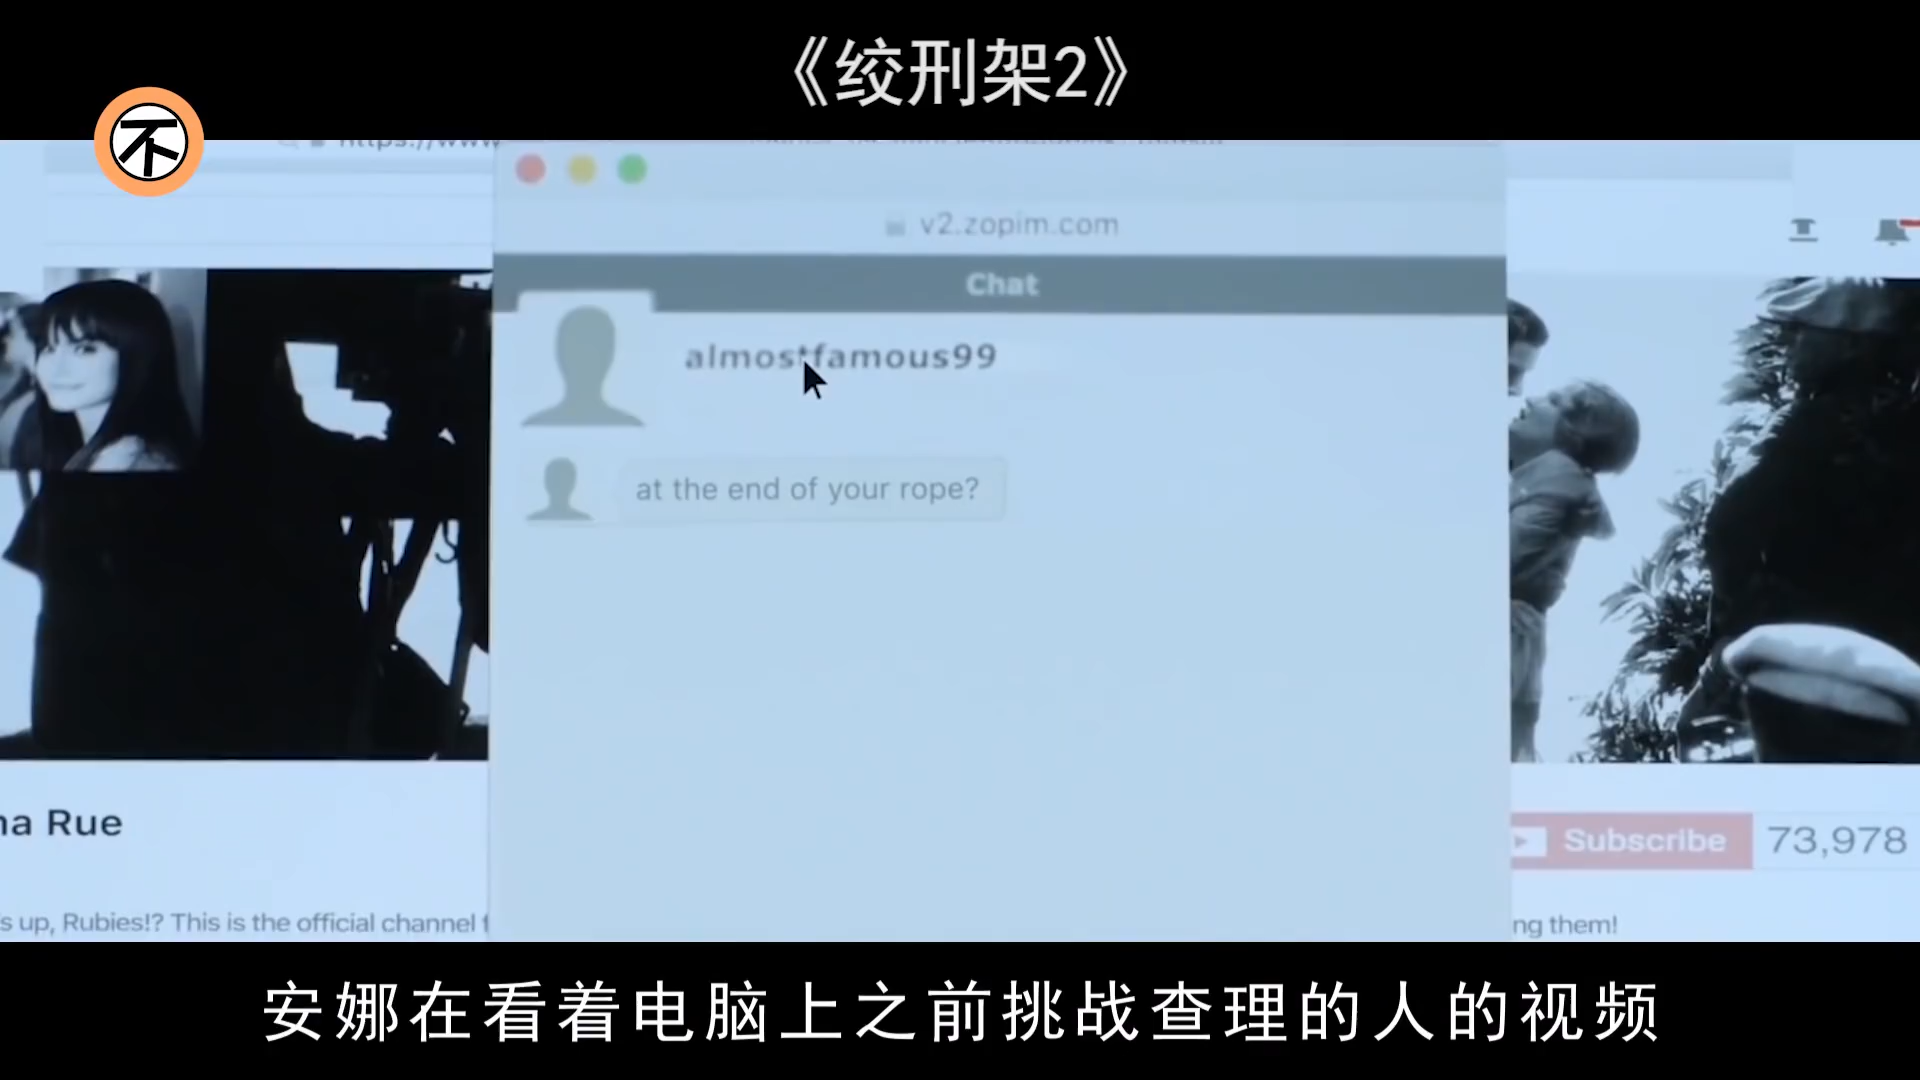 《绞刑架2》
不
v2.zopim.com
Chat
almostfamous99
at the end of your rope?
na Rue
Subscribe 73,978
s up, Rubies!? This is the official channel f
ng them!
安娜在看着电脑上之前挑战查理的人的视频